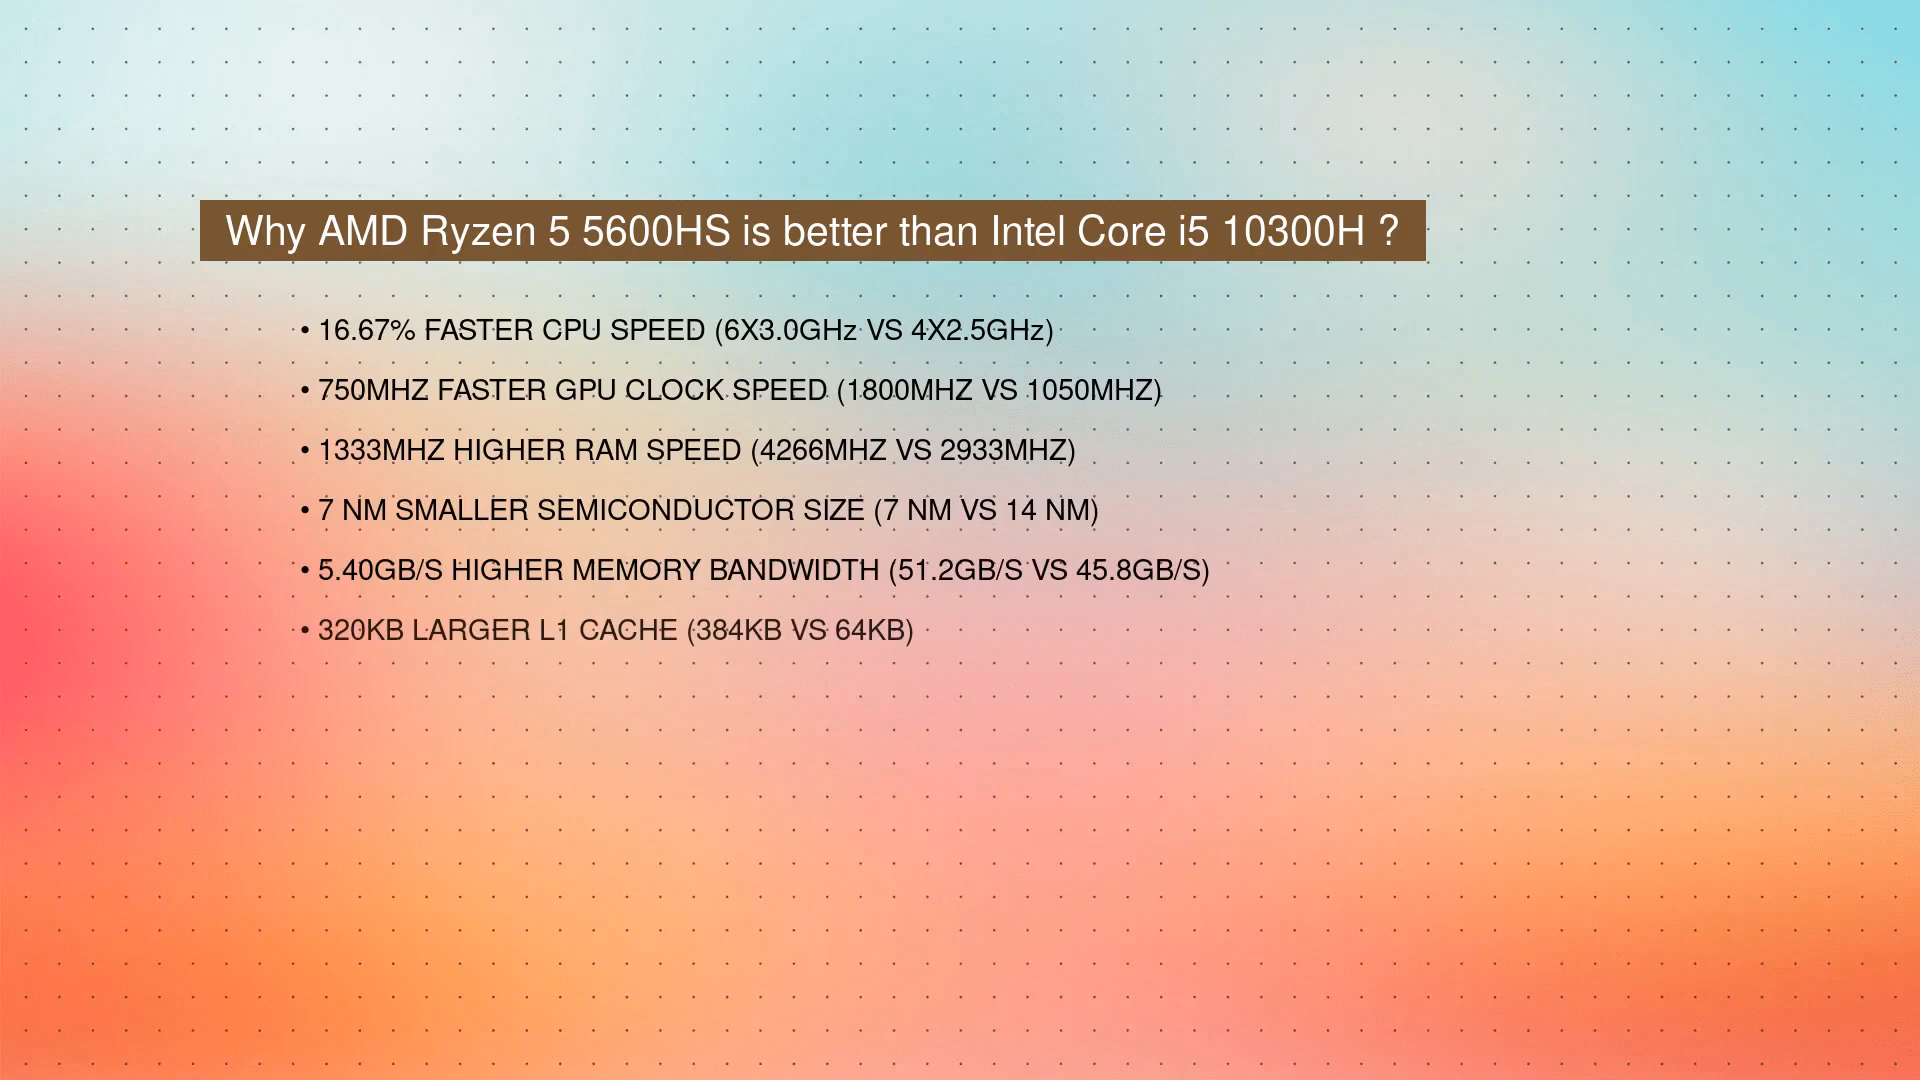 Why AMD Ryzen 5 5600HS is better than Intel Core i5 10300H ?
• 16.67% FASTER CPU SPEED (6X3.0GHz VS 4X2.5GHz)
• 750MHZ FASTER GPU CLOCK SPEED (1800MHZ VS 1050MHZ)
• 1333MHZ HIGHER RAM SPEED (4266MHZ VS 2933MHZ)
• 7 NM SMALLER SEMICONDUCTOR SIZE (7 NM VS 14 NM)
• 5.40GB/S HIGHER MEMORY BANDWIDTH (51.2GB/S VS 45.8GB/S)
• 320KB LARGER L1 CACHE (384KB VS 64KB)